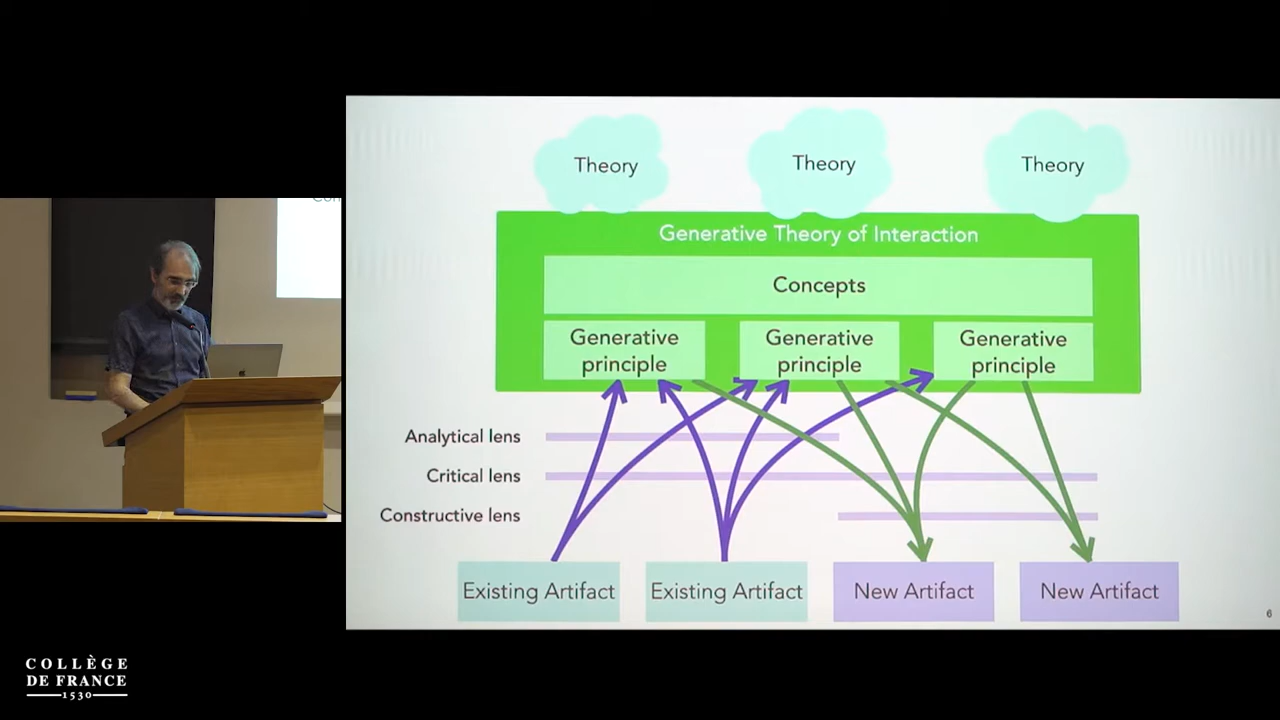 Theory
Theory
Theory
Generative Theory of Interaction
Concepts
Generative
principle
Generative
principle
Generative
principle
Analytical lens
Critical lens
Constructive lens
Existing Artifact
Existing Artifact
New Artifact
New Artifact
6
COLLÈGE
DE FRANCE
1530